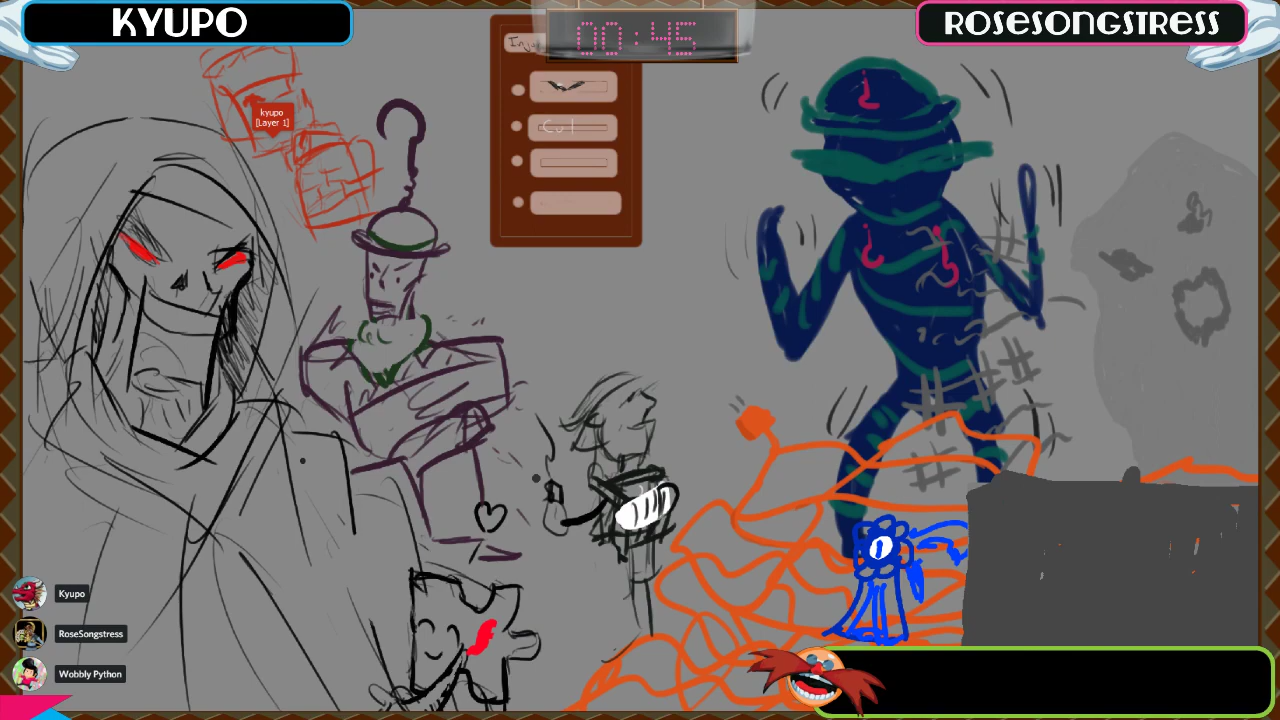 KYUPO
00:45
ROSESONGSTRESS
kyupo
[Layer 1]
Kyupo
RoseSongstress
Wobbly Python